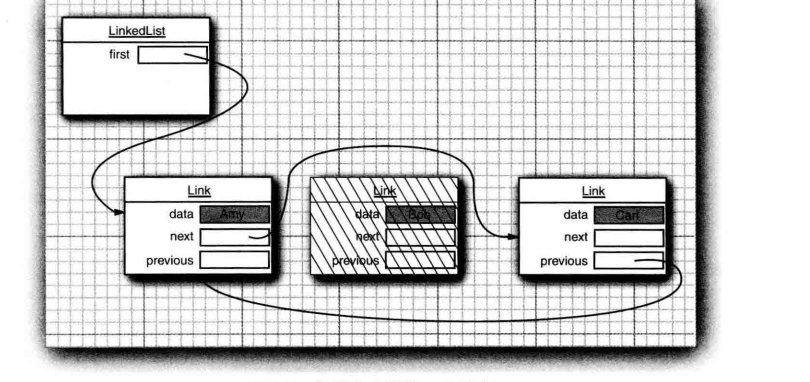 LinkedList
first
Link
data Amy
next
previous
Link
data Bob
next
previous
Link
data Carl
next
previous